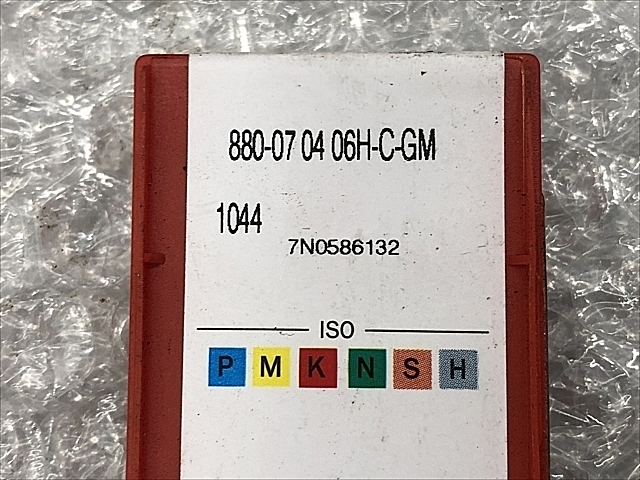 880-07 04 06H-C-GM
1044
7N0586132
ISO
P M K N S H